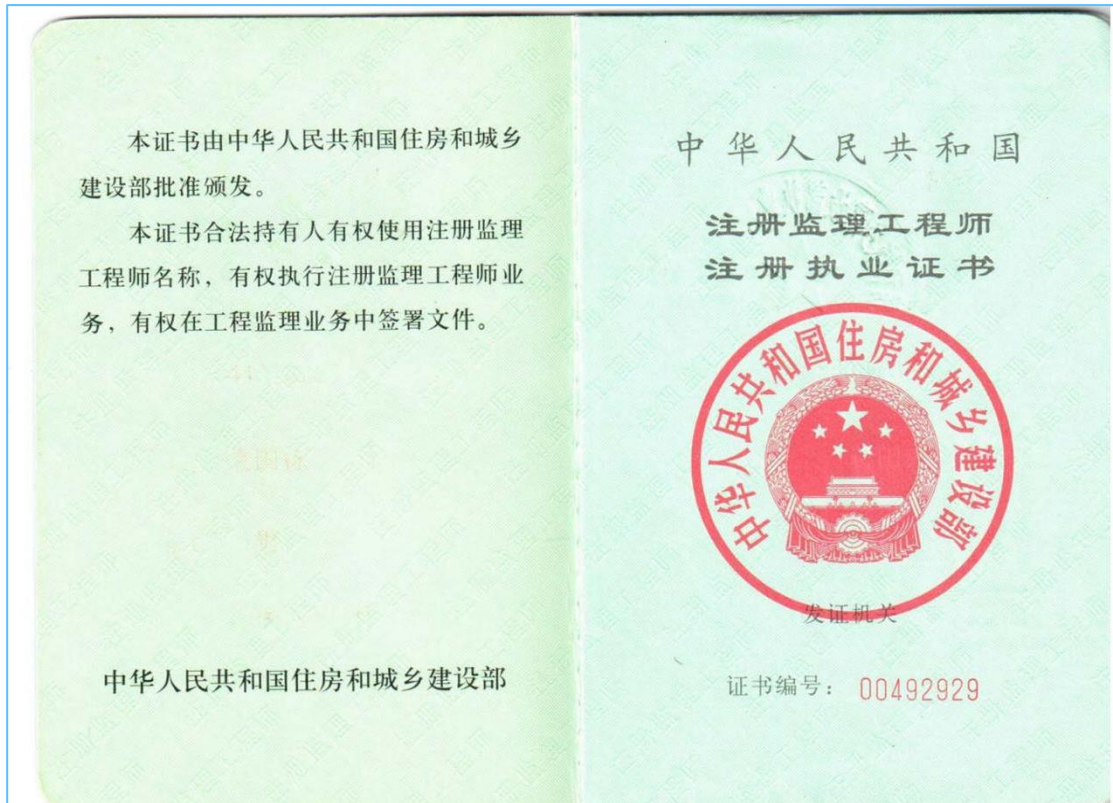 本证书由中华人民共和国住房和城乡
建设部批准颁发。
本证书合法持有人有权使用注册监理
工程师名称，有权执行注册监理工程师业
务，有权在工程监理业务中签署文件。
中华人民共和国住房和城乡建设部
中华人民共和国
注册监理工程师
注册执业证书
中华人民共和国住房和城乡建设部
发证机关
证书编号：00492929